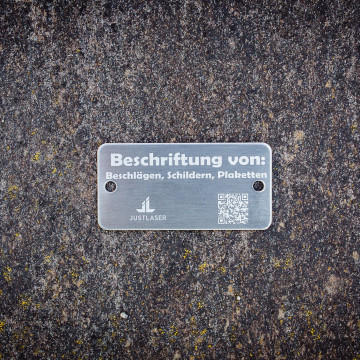 Beschriftung von:
Beschlägen, Schildern, Plaketten
JUSTLASER